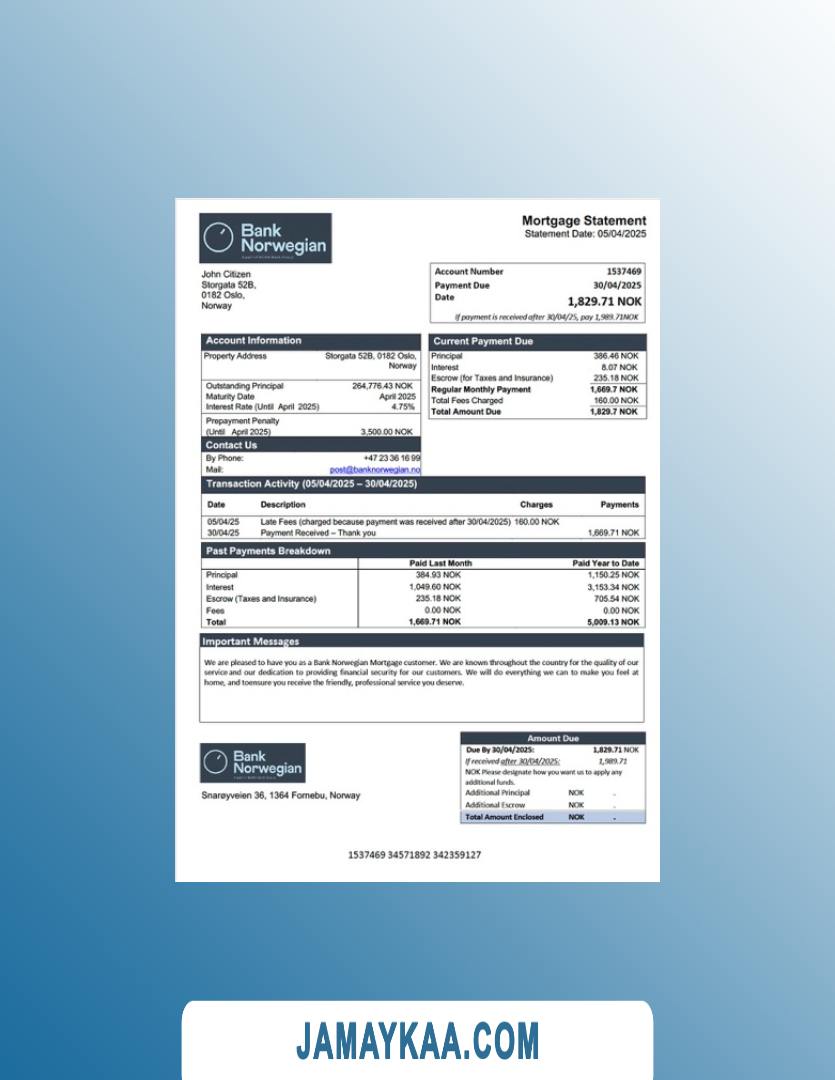 Bank
Norwegian
Mortgage Statement
Statement Date: 05/04/2025
John Citizen
Storgata 52B,
0182 Oslo,
Norway
Account Number 1537469
Payment Due 30/04/2025
Date 1,829.71 NOK
If payment is received after 30/04/25, pay 1,989.71NOK
Account Information
Property Address Storgata 52B, 0182 Oslo,
Norway
Outstanding Principal 264,776.43 NOK
Maturity Date April 2025
Interest Rate (Until April 2025) 4.75%
Prepayment Penalty
(Until April 2025) 3,500.00 NOK
Contact Us
By Phone: +47 23 36 16 99
Mail: post@banknorwegian.no
Current Payment Due
Principal 386.46 NOK
Interest 8.07 NOK
Escrow (for Taxes and Insurance) 235.18 NOK
Regular Monthly Payment 1,669.7 NOK
Total Fees Charged 160.00 NOK
Total Amount Due 1,829.7 NOK
Transaction Activity (05/04/2025 – 30/04/2025)
Date Description Charges Payments
05/04/25 Late Fees (charged because payment was received after 30/04/2025) 160.00 NOK
30/04/25 Payment Received – Thank you 1,669.71 NOK
Past Payments Breakdown
Paid Last Month Paid Year to Date
Principal 384.93 NOK 1,150.25 NOK
Interest 1,049.60 NOK 3,153.34 NOK
Escrow (Taxes and Insurance) 235.18 NOK 705.54 NOK
Fees 0.00 NOK 0.00 NOK
Total 1,669.71 NOK 5,009.13 NOK
Important Messages
We are pleased to have you as a Bank Norwegian Mortgage customer. We are known throughout the country for the quality of our
service and our dedication to providing financial security for our customers. We will do everything we can to make you feel at
home, and toensure you receive the friendly, professional service you deserve.
Bank
Norwegian
Snarøyveien 36, 1364 Fornebu, Norway
Amount Due
Due By 30/04/2025: 1,829.71 NOK
If received after 30/04/2025: 1,989.71
NOK Please designate how you want us to apply any
additional funds.
Additional Principal NOK -
Additional Escrow NOK -
Total Amount Enclosed NOK -
1537469 34571892 342359127
JAMAYKAA.COM